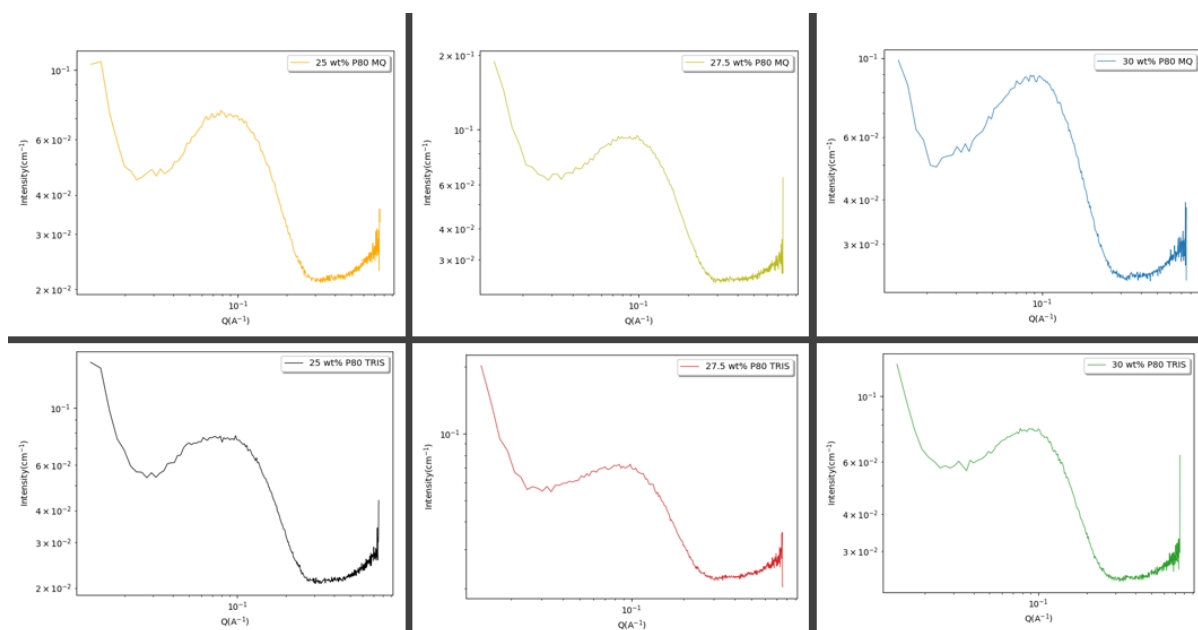 25 wt% P80 MQ
10⁻¹
6 × 10⁻²
4 × 10⁻²
3 × 10⁻²
2 × 10⁻²
Intensity(cm⁻¹)
10⁻¹
Q(A⁻¹)
27.5 wt% P80 MQ
2 × 10⁻¹
10⁻¹
6 × 10⁻²
4 × 10⁻²
3 × 10⁻²
Intensity(cm⁻¹)
10⁻¹
Q(A⁻¹)
30 wt% P80 MQ
10⁻¹
6 × 10⁻²
4 × 10⁻²
3 × 10⁻²
Intensity(cm⁻¹)
10⁻¹
Q(A⁻¹)
25 wt% P80 TRIS
10⁻¹
6 × 10⁻²
4 × 10⁻²
3 × 10⁻²
2 × 10⁻²
Intensity(cm⁻¹)
10⁻¹
Q(A⁻¹)
27.5 wt% P80 TRIS
10⁻¹
Intensity(cm⁻¹)
10⁻¹
Q(A⁻¹)
30 wt% P80 TRIS
10⁻¹
6 × 10⁻²
4 × 10⁻²
3 × 10⁻²
Intensity(cm⁻¹)
10⁻¹
Q(A⁻¹)